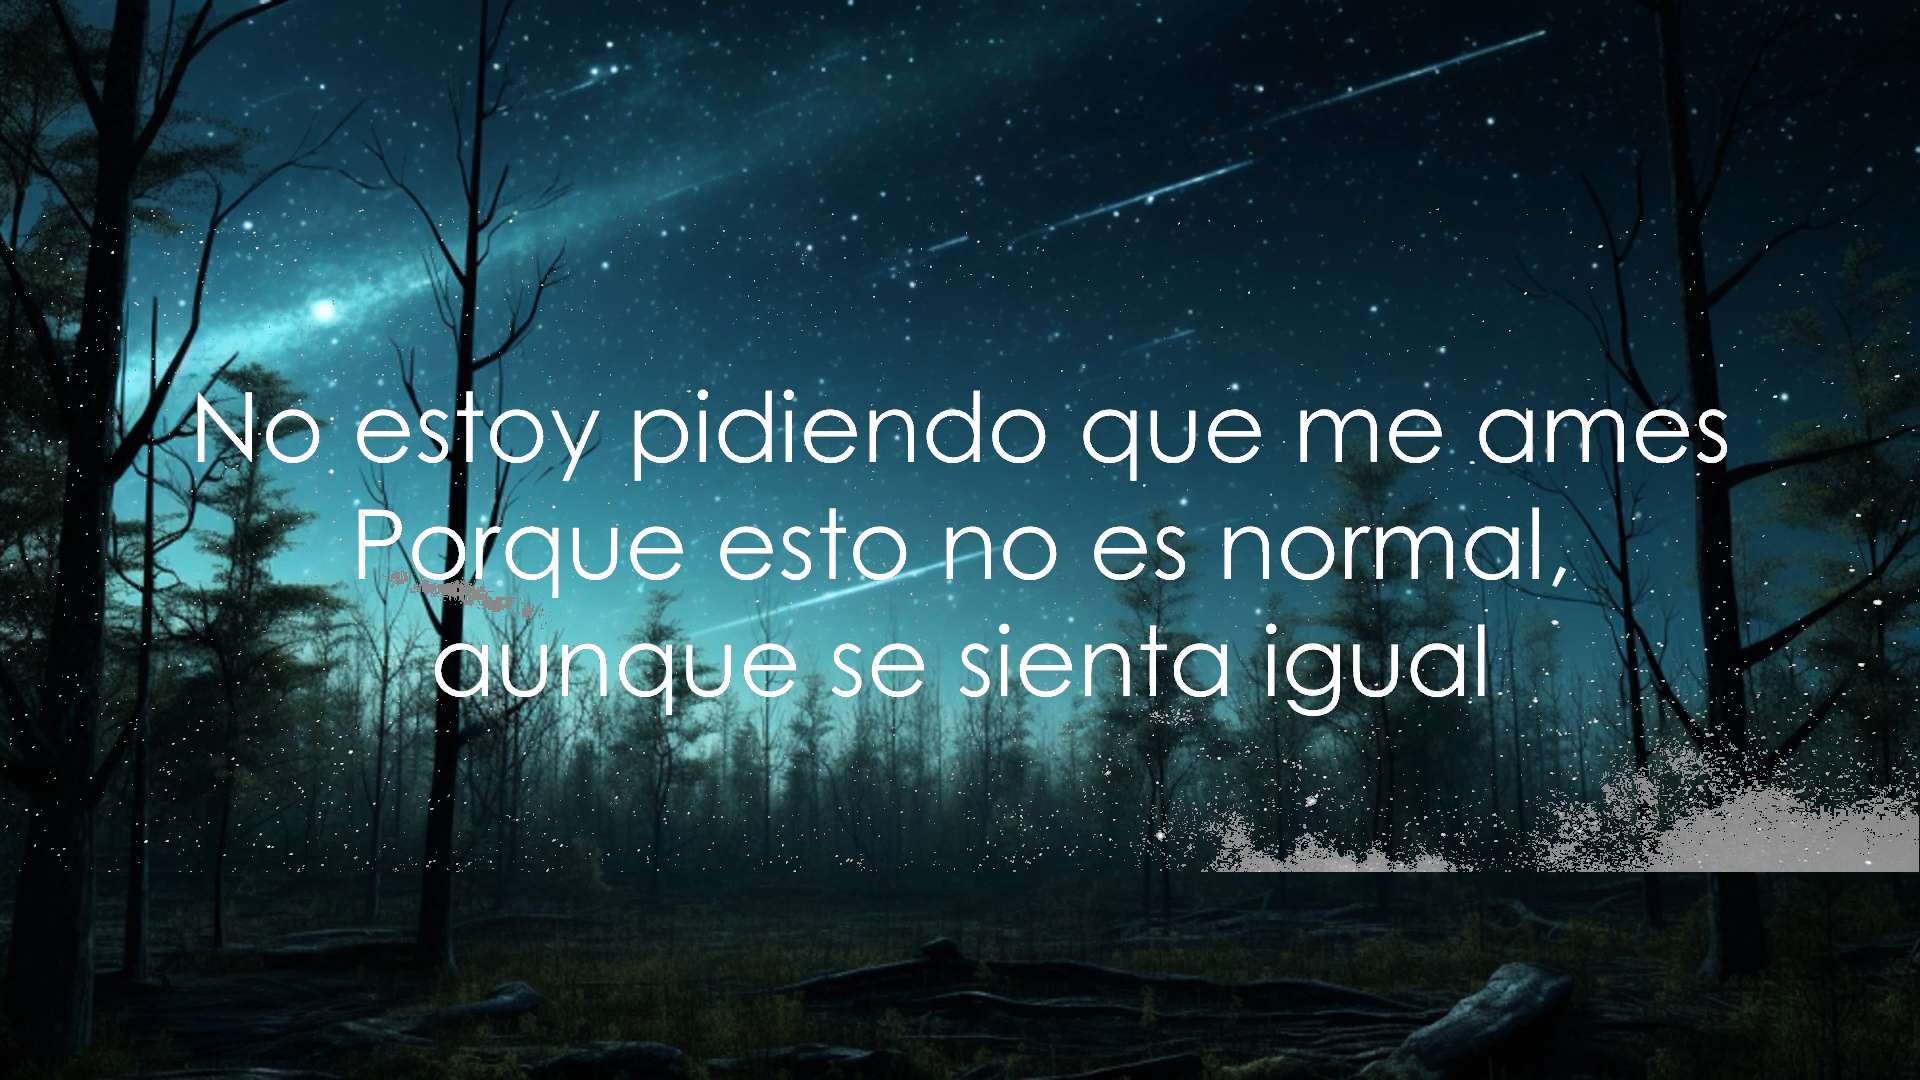 No estoy pidiendo que me ames
Porque esto no es normal,
aunque se sienta igual